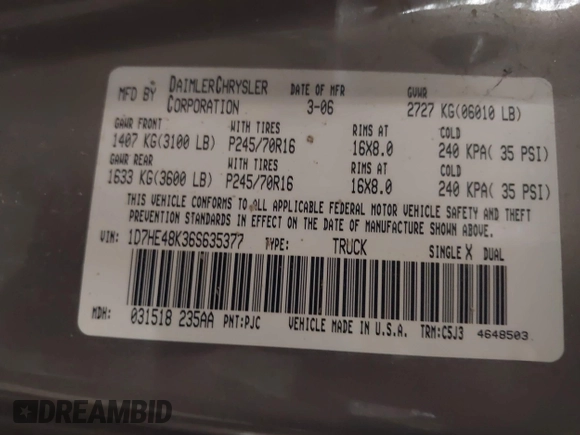 MFD BY DAIMLERCHRYSLER CORPORATION DATE OF MFR 3-06 GVWR 2727 KG(06010 LB)
GAWR FRONT WITH TIRES RIMS AT COLD
1407 KG(3100 LB) P245/70R16 16X8.0 240 KPA( 35 PSI)
GAWR REAR WITH TIRES RIMS AT COLD
1633 KG(3600 LB) P245/70R16 16X8.0 240 KPA( 35 PSI)
THIS VEHICLE CONFORMS TO ALL APPLICABLE FEDERAL MOTOR VEHICLE SAFETY AND THEFT
PREVENTION STANDARDS IN EFFECT ON THE DATE OF MANUFACTURE SHOWN ABOVE.
VIN: 1D7HE48K36S635377 TYPE: TRUCK SINGLE X DUAL
MDH: 031518 235AA PNT:PJC VEHICLE MADE IN U.S.A. TRM:C5J3 4648503
DREAMBID